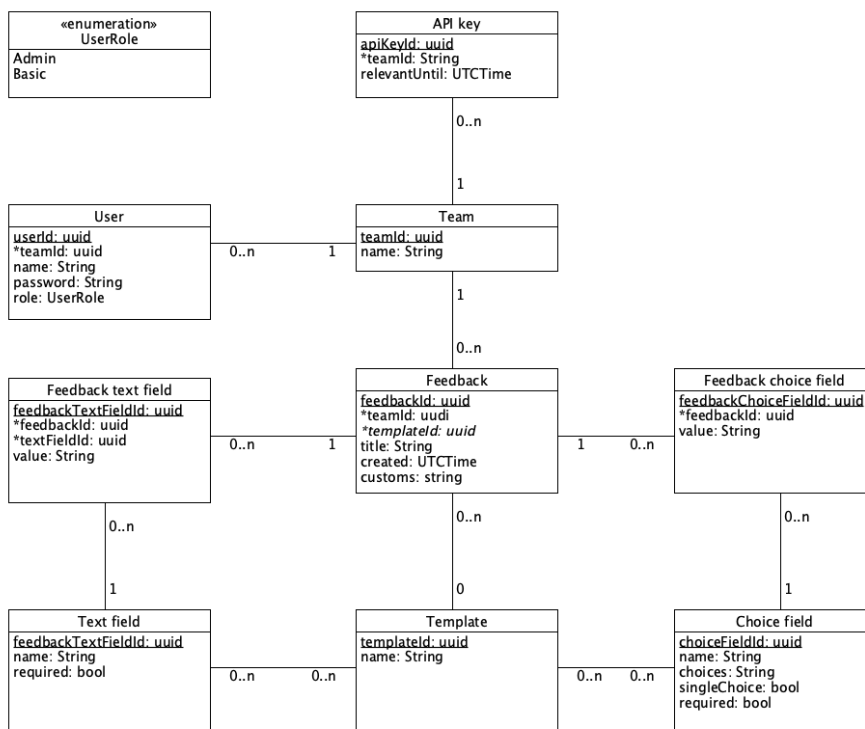 «enumeration»
UserRole
Admin
Basic
API key
apiKeyId: uuid
*teamId: String
relevantUntil: UTCTime
0..n
1
User
userId: uuid
*teamId: uuid
name: String
password: String
role: UserRole
0..n
1
Team
teamId: uuid
name: String
1
0..n
Feedback text field
feedbackTextFieldId: uuid
*feedbackId: uuid
*textFieldId: uuid
value: String
0..n
1
Feedback
feedbackId: uuid
*teamId: uudi
*templateId: uuid
title: String
created: UTCTime
customs: string
1
0..n
Feedback choice field
feedbackChoiceFieldId: uuid
*feedbackId: uuid
value: String
0..n
1
0..n
0
0..n
1
Text field
feedbackTextFieldId: uuid
name: String
required: bool
0..n
0..n
Template
templateId: uuid
name: String
0..n
0..n
Choice field
choiceFieldId: uuid
name: String
choices: String
singleChoice: bool
required: bool